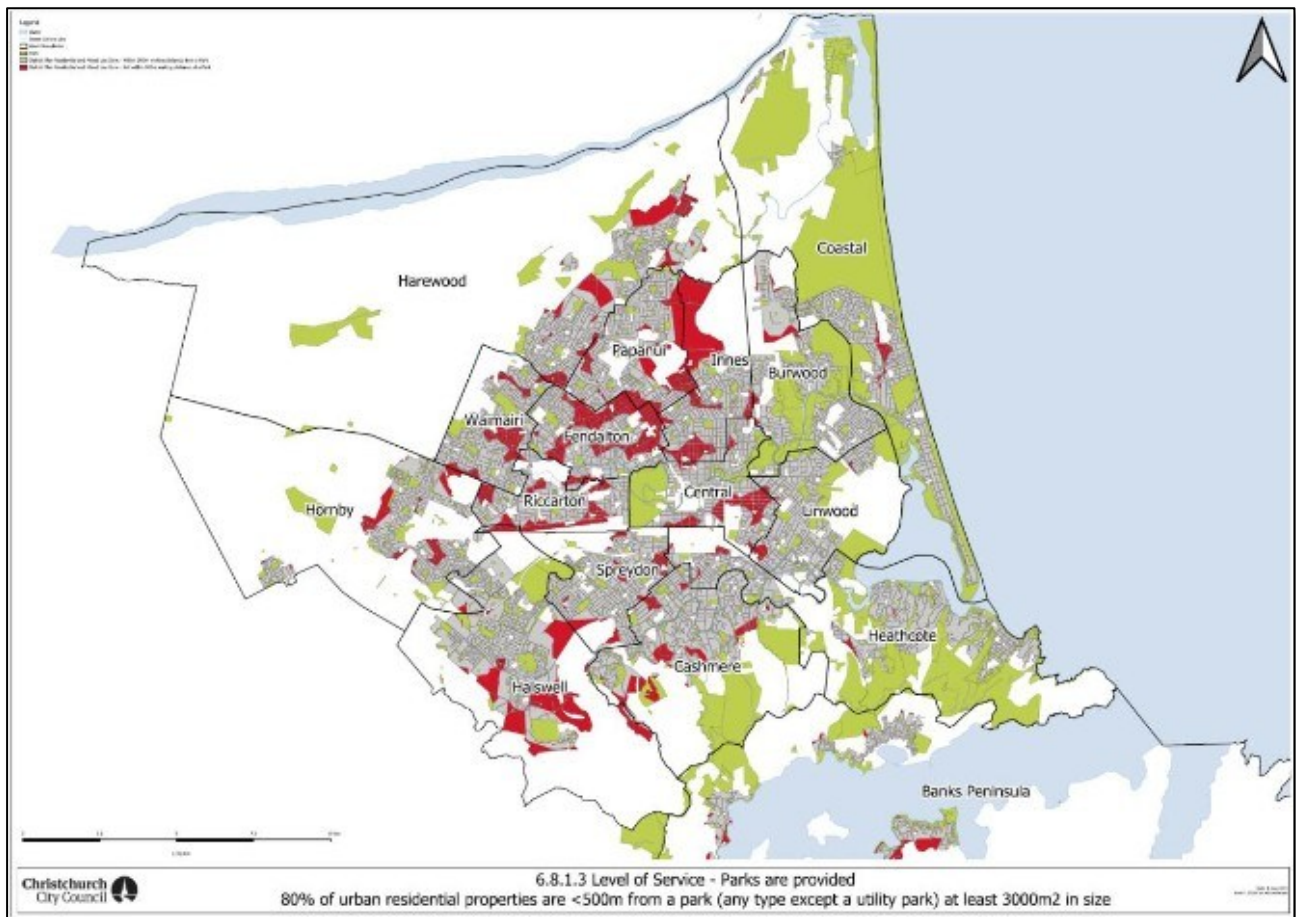 Legend
Coastal
Harewood
Papanui
Innes
Burwood
Waimairi
Fendalton
Hornby
Riccarton
Central
Linwood
Spreydon
Heathcote
Cashmere
Halswell
Banks Peninsula
Christchurch
City Council
6.8.1.3 Level of Service - Parks are provided
80% of urban residential properties are <500m from a park (any type except a utility park) at least 3000m2 in size